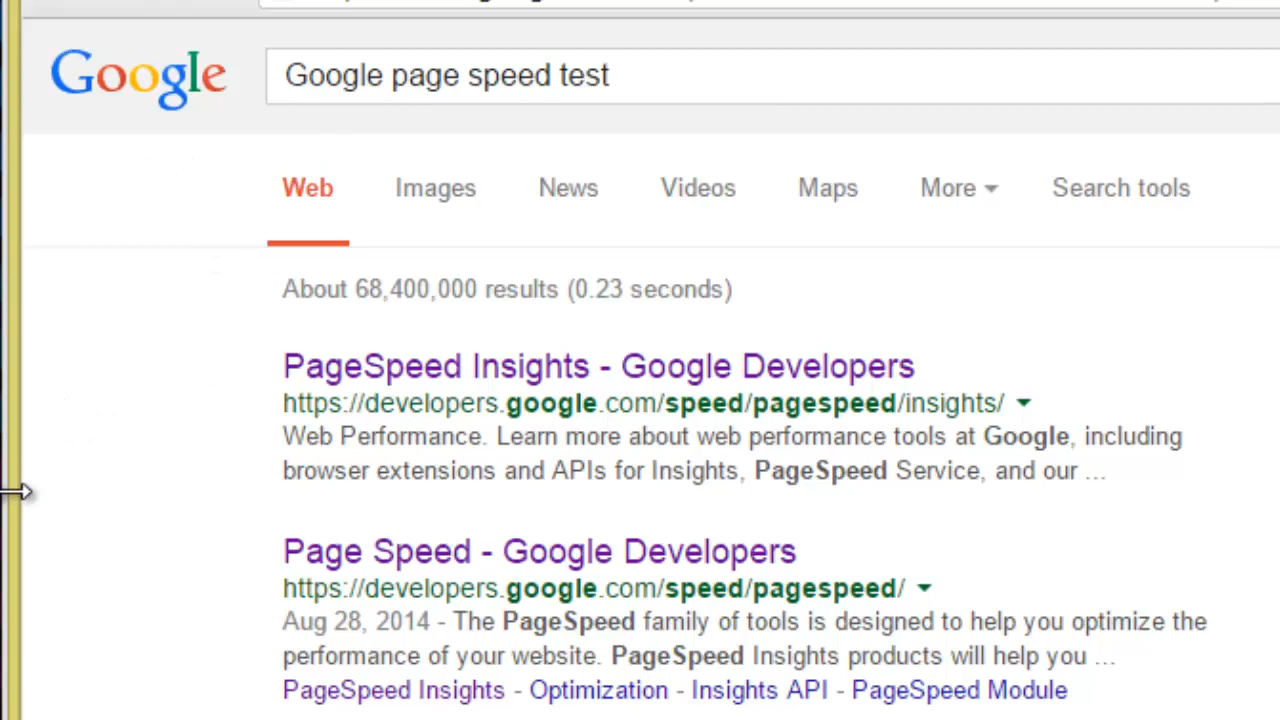 Google
Google page speed test
Web Images News Videos Maps More Search tools
About 68,400,000 results (0.23 seconds)
PageSpeed Insights - Google Developers
https://developers.google.com/speed/pagespeed/insights/
Web Performance. Learn more about web performance tools at Google, including
browser extensions and APIs for Insights, PageSpeed Service, and our ...
Page Speed - Google Developers
https://developers.google.com/speed/pagespeed/
Aug 28, 2014 - The PageSpeed family of tools is designed to help you optimize the
performance of your website. PageSpeed Insights products will help you ...
PageSpeed Insights - Optimization - Insights API - PageSpeed Module